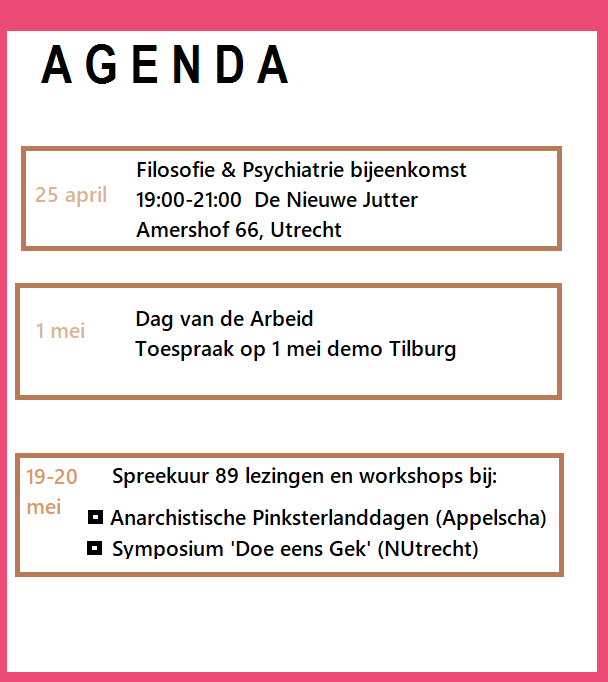 AGENDA
25 april
Filosofie & Psychiatrie bijeenkomst
19:00-21:00 De Nieuwe Jutter
Amershof 66, Utrecht
1 mei
Dag van de Arbeid
Toespraak op 1 mei demo Tilburg
19-20
mei
Spreekuur 89 lezingen en workshops bij:
Anarchistische Pinksterlanddagen (Appelscha)
Symposium 'Doe eens Gek' (NUtrecht)